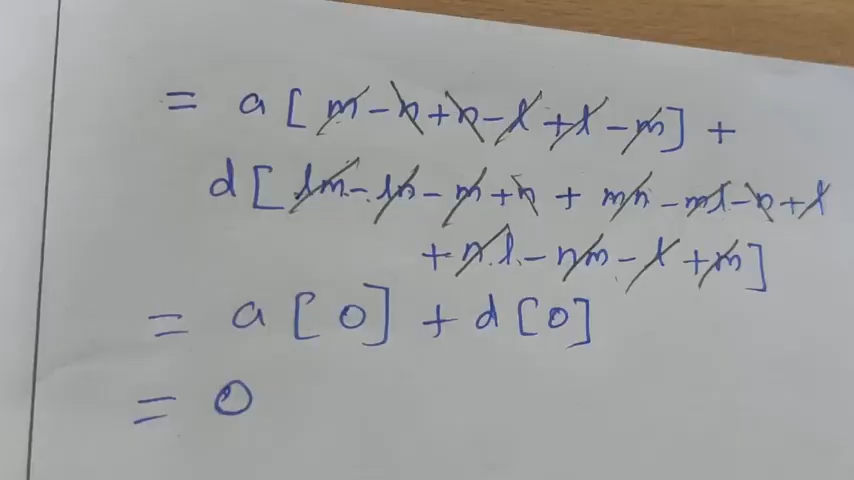 = a [ m - n + n - l + l - m ] +
d [ lm - ln - m + n + mn - ml - n + l
+ nl - nm - l + m ]
= a [ 0 ] + d [ 0 ]
= 0